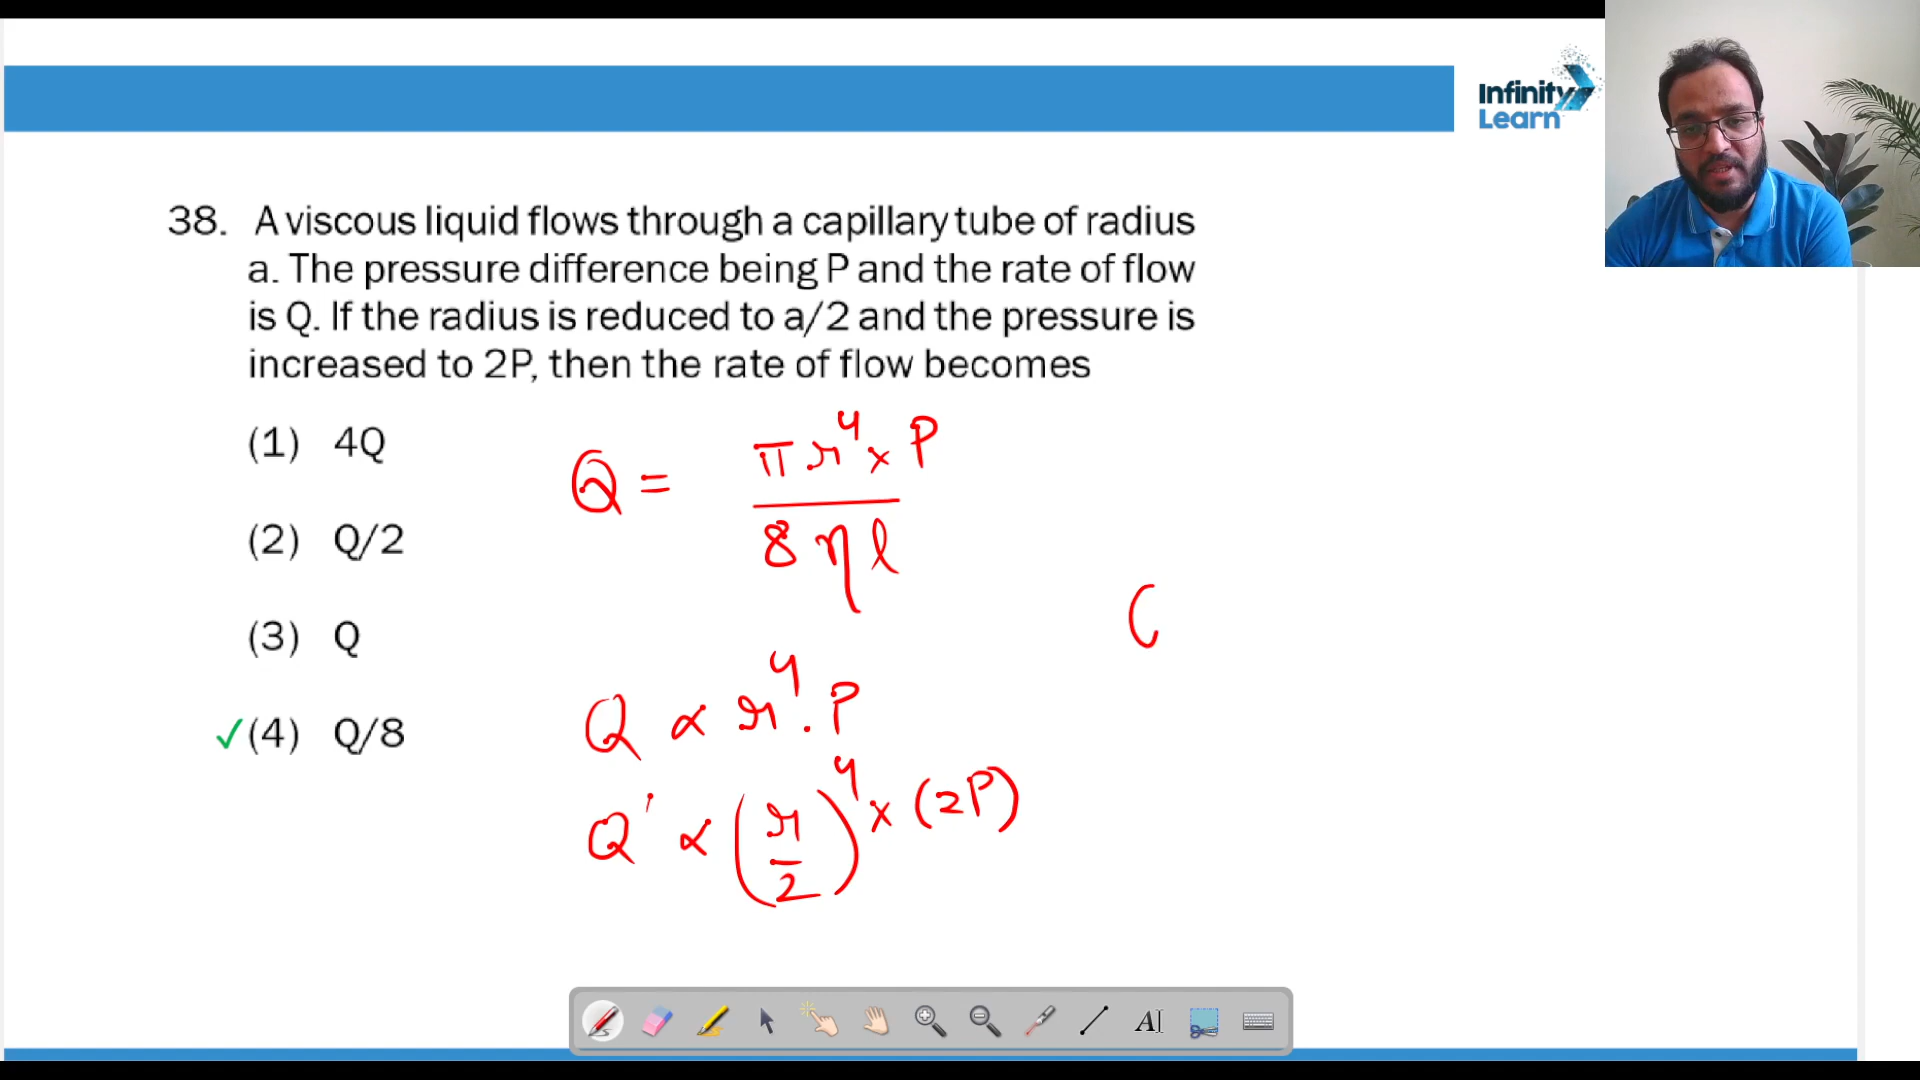 Infinity
Learn
38. A viscous liquid flows through a capillary tube of radius
a. The pressure difference being P and the rate of flow
is Q. If the radius is reduced to a/2 and the pressure is
increased to 2P, then the rate of flow becomes
(1) 4Q
(2) Q/2
(3) Q
✓(4) Q/8
Q = πr⁴ × P / 8ηl
Q ∝ r⁴ . P
Q' ∝ (r/2)⁴ × (2P)
(
AI